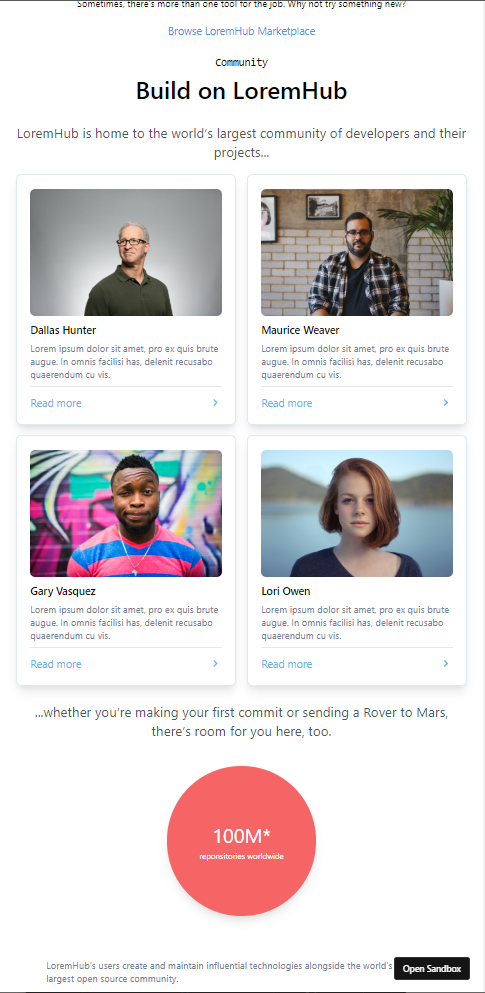 Sometimes, there's more than one tool for the job. Why not try something new?
Browse LoremHub Marketplace
Community
Build on LoremHub
LoremHub is home to the world's largest community of developers and their
projects...
Dallas Hunter
Lorem ipsum dolor sit amet, pro ex quis brute
augue. In omnis facilisi has, delenit recusabo
quaerendum cu vis.
Read more
Maurice Weaver
Lorem ipsum dolor sit amet, pro ex quis brute
augue. In omnis facilisi has, delenit recusabo
quaerendum cu vis.
Read more
Gary Vasquez
Lorem ipsum dolor sit amet, pro ex quis brute
augue. In omnis facilisi has, delenit recusabo
quaerendum cu vis.
Read more
Lori Owen
Lorem ipsum dolor sit amet, pro ex quis brute
augue. In omnis facilisi has, delenit recusabo
quaerendum cu vis.
Read more
...whether you're making your first commit or sending a Rover to Mars,
there's room for you here, too.
100M*
reponsitories worldwide
LoremHub's users create and maintain influential technologies alongside the world's
largest open source community.
Open Sandbox